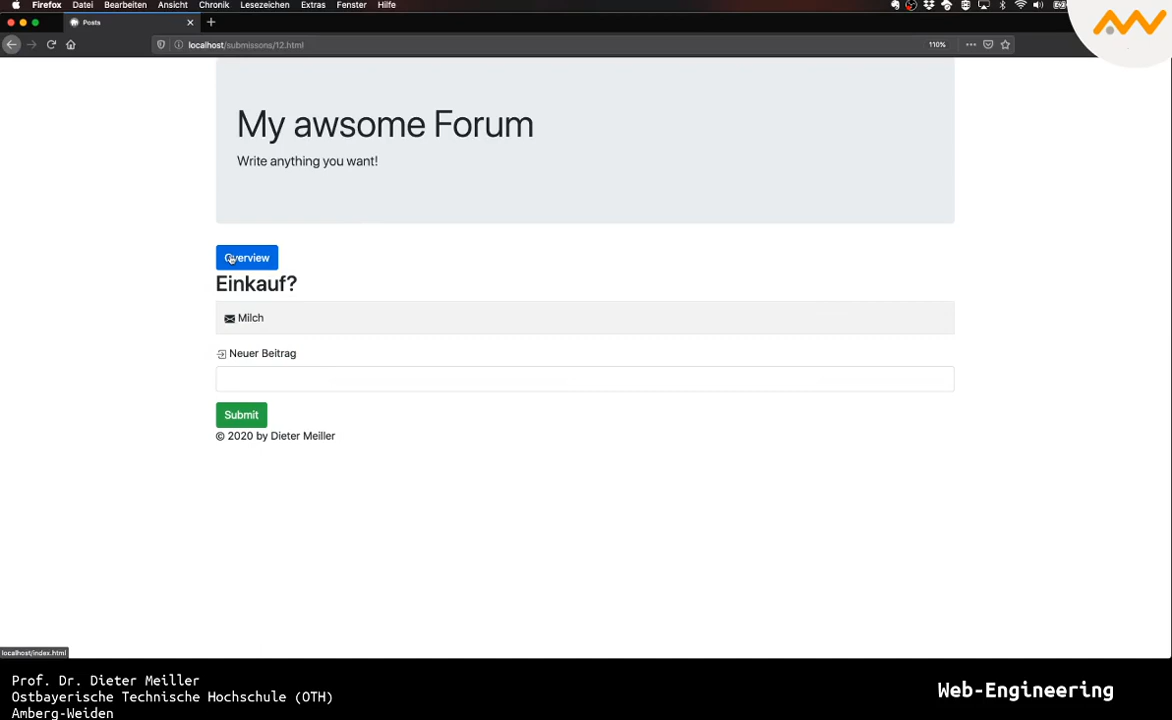 Firefox Datei Bearbeiten Ansicht Chronik Lesezeichen Extras Fenster Hilfe
Posts
localhost/submissons/12.html 110%
My awsome Forum
Write anything you want!
Overview
Einkauf?
Milch
Neuer Beitrag
Submit
© 2020 by Dieter Meiller
localhost/index.html
Prof. Dr. Dieter Meiller
Ostbayerische Technische Hochschule (OTH)
Amberg-Weiden
Web-Engineering